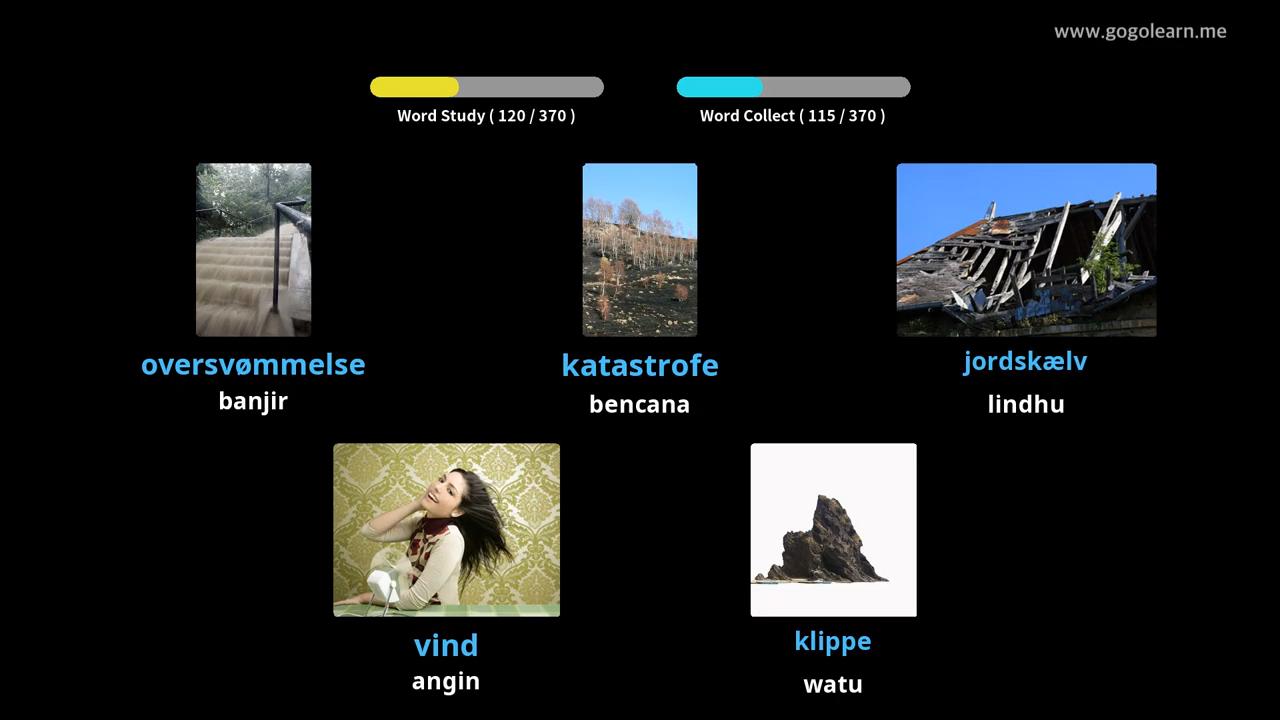 www.gogolearn.me
Word Study ( 120 / 370 )
Word Collect ( 115 / 370 )
oversvømmelse
banjir
katastrofe
bencana
jordskælv
lindhu
vind
angin
klippe
watu